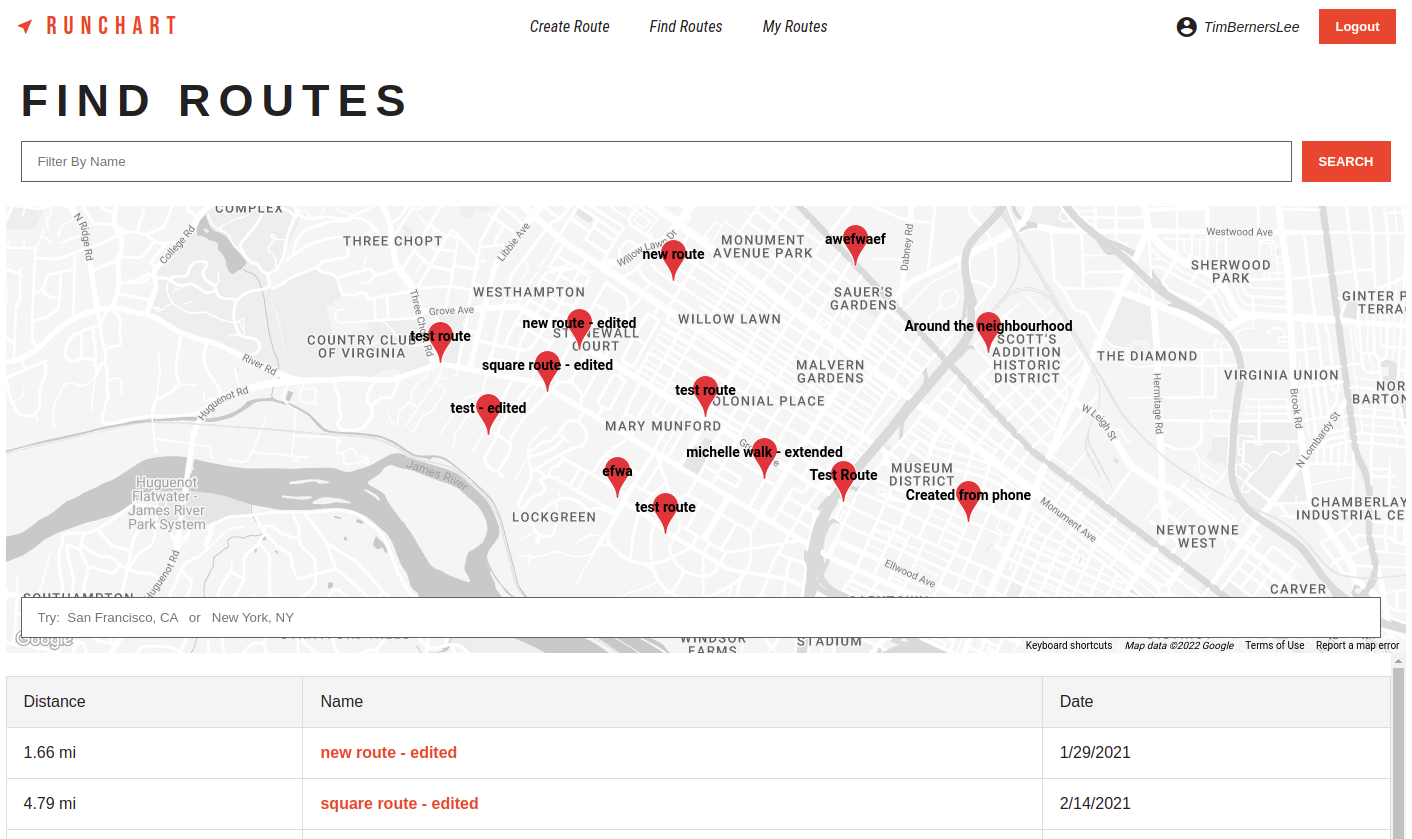 RUNCHART
Create Route
Find Routes
My Routes
TimBernersLee
Logout
FIND ROUTES
Filter By Name
SEARCH
COMPLEX
N Ridge Rd
College Rd
THREE CHOPT
Libbie Ave
Willow Lawn Dr
new route
MONUMENT
AVENUE PARK
awefwaef
Dabney Rd
Westwood Ave
SHERWOOD
PARK
WESTHAMPTON
SAUER'S
GARDENS
GINTER P
TERRA
Three Chopt Rd
Grove Ave
new route - edited
STONEWALL
COURT
WILLOW LAWN
Around the neighbourhood
SCOTT'S
ADDITION
HISTORIC
DISTRICT
test route
COUNTRY CLUB
OF VIRGINIA
THE DIAMOND
River Rd
square route - edited
MALVERN
GARDENS
VIRGINIA UNION
Huguenot Rd
test route
COLONIAL PLACE
Hermitage Rd
Brook Rd
NOR
BARTON
test - edited
W Leigh St
N Lombardy St
MARY MUNFORD
michelle walk - extended
James River
efwa
Test Route
MUSEUM
DISTRICT
Huguenot
Flatwater -
James River
Park System
Created from phone
test route
LOCKGREEN
Monument Ave
CHAMBERLAY
INDUSTRIAL CE
NEWTOWNE
WEST
Huguenot Rd
Ellwood Ave
CARVER
SOUTHAMPTON
Try: San Francisco, CA or New York, NY
Google
WINDSOR
FARMS
STADIUM
Keyboard shortcuts
Map data ©2022 Google
Terms of Use
Report a map error
Distance
Name
Date
1.66 mi
new route - edited
1/29/2021
4.79 mi
square route - edited
2/14/2021